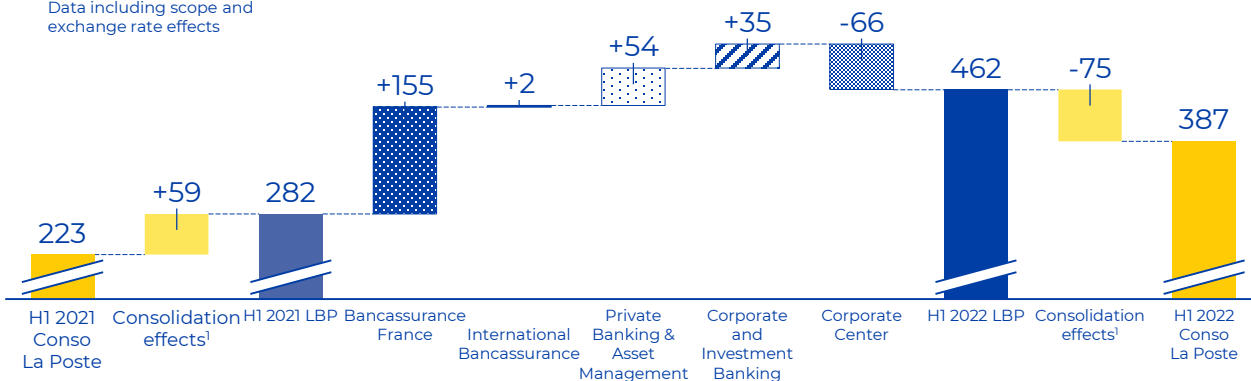 Data including scope and
exchange rate effects
223
+59
282
+155
+2
+54
+35
-66
462
-75
387
H1 2021
Conso
La Poste
Consolidation
effects¹
H1 2021 LBP
Bancassurance
France
International
Bancassurance
Private
Banking &
Asset
Management
Corporate
and
Investment
Banking
Corporate
Center
H1 2022 LBP
Consolidation
effects¹
H1 2022
Conso
La Poste